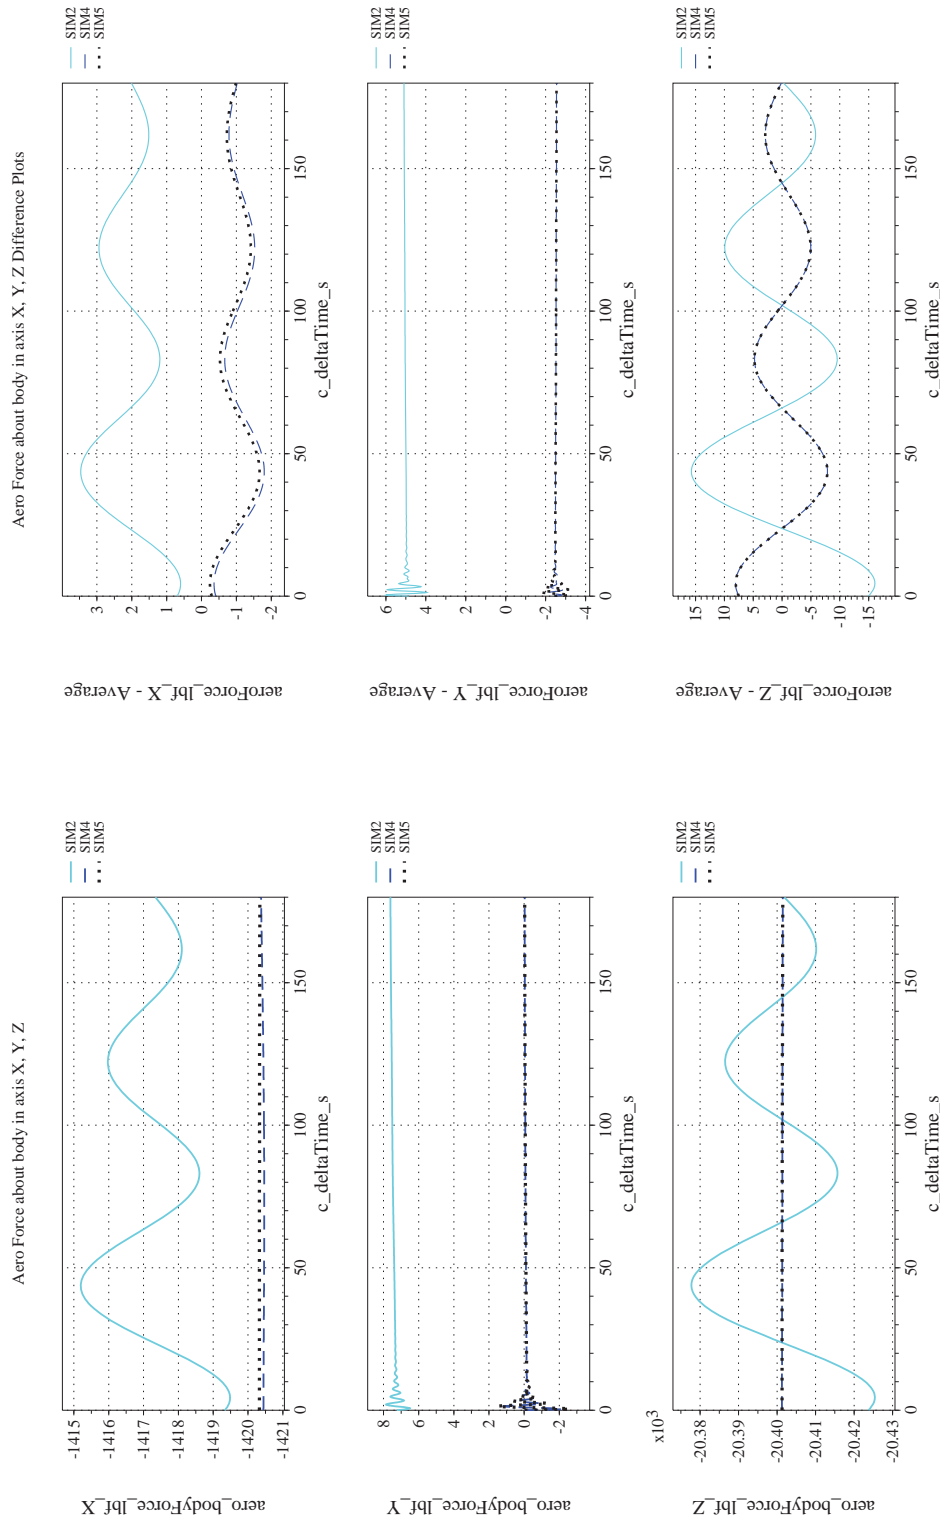 Aero Force about body in axis X, Y, Z
SIM2
SIM4
SIM5
aero_bodyForce_lbf_X
-1415
-1416
-1417
-1418
-1419
-1420
-1421
0
50
100
150
c_deltaTime_s
SIM2
SIM4
SIM5
aero_bodyForce_lbf_Y
8
6
4
2
0
-2
0
50
100
150
c_deltaTime_s
SIM2
SIM4
SIM5
x10³
aero_bodyForce_lbf_Z
-20.38
-20.39
-20.40
-20.41
-20.42
-20.43
0
50
100
150
c_deltaTime_s
Aero Force about body in axis X, Y, Z Difference Plots
SIM2
SIM4
SIM5
aeroForce_lbf_X - Average
3
2
1
0
-1
-2
0
50
100
150
c_deltaTime_s
SIM2
SIM4
SIM5
aeroForce_lbf_Y - Average
6
4
2
0
-2
-4
0
50
100
150
c_deltaTime_s
SIM2
SIM4
SIM5
aeroForce_lbf_Z - Average
15
10
5
0
-5
-10
-15
0
50
100
150
c_deltaTime_s